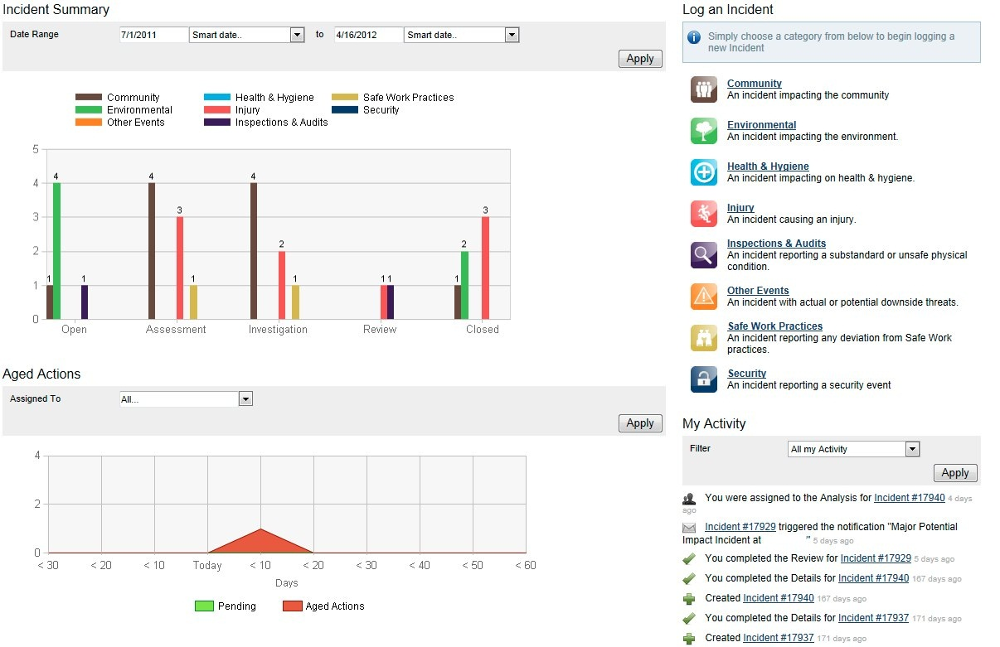 Incident Summary
Date Range 7/1/2011 Smart date.. to 4/16/2012 Smart date..
Apply
Community Health & Hygiene Safe Work Practices
Environmental Injury Security
Other Events Inspections & Audits
5
4 4 4 4
3 3 3
2 2 2
1 1 1 1 1 1 1 1
0
Open Assessment Investigation Review Closed
Aged Actions
Assigned To All...
Apply
4
2
0
< 30 < 20 < 10 Today < 10 < 20 < 30 < 40 < 50 < 60
Days
Pending Aged Actions
Log an Incident
Simply choose a category from below to begin logging a
new Incident
Community
An incident impacting the community
Environmental
An incident impacting the environment.
Health & Hygiene
An incident impacting on health & hygiene.
Injury
An incident causing an injury.
Inspections & Audits
An incident reporting a substandard or unsafe physical
condition.
Other Events
An incident with actual or potential downside threats.
Safe Work Practices
An incident reporting any deviation from Safe Work
practices.
Security
An incident reporting a security event
My Activity
Filter All my Activity
Apply
You were assigned to the Analysis for Incident #17940 4 days
ago
Incident #17929 triggered the notification "Major Potential
Impact Incident at " 5 days ago
You completed the Review for Incident #17929 5 days ago
You completed the Details for Incident #17940 167 days ago
Created Incident #17940 167 days ago
You completed the Details for Incident #17937 171 days ago
Created Incident #17937 171 days ago